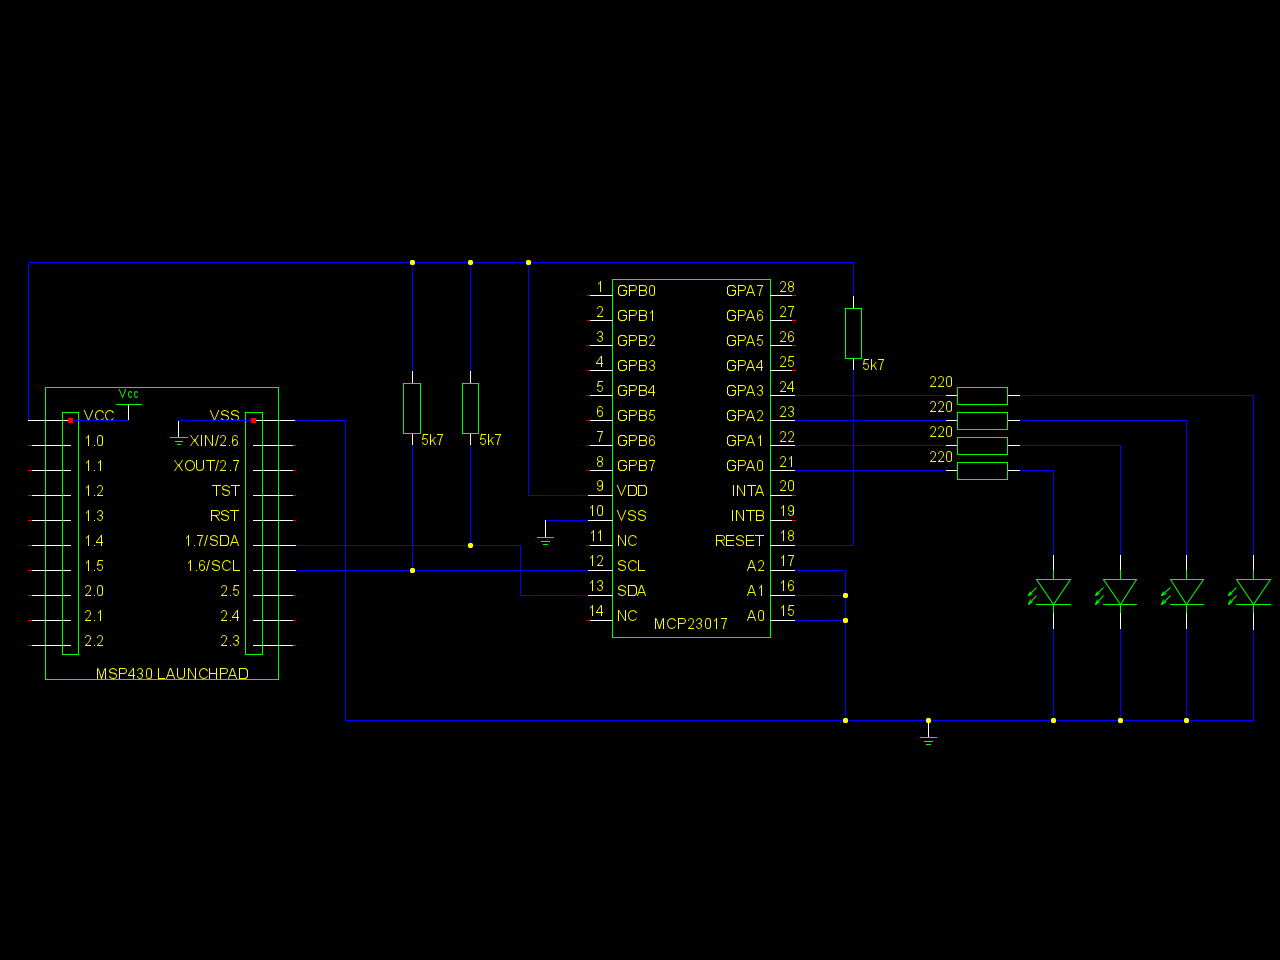 Vcc
VCC
1.0
1.1
1.2
1.3
1.4
1.5
2.0
2.1
2.2
VSS
XIN/2.6
XOUT/2.7
TST
RST
1.7/SDA
1.6/SCL
2.5
2.4
2.3
MSP430 LAUNCHPAD
5k7
5k7
1 GPB0
2 GPB1
3 GPB2
4 GPB3
5 GPB4
6 GPB5
7 GPB6
8 GPB7
9 VDD
10 VSS
11 NC
12 SCL
13 SDA
14 NC
GPA7 28
GPA6 27
GPA5 26
GPA4 25
GPA3 24
GPA2 23
GPA1 22
GPA0 21
INTA 20
INTB 19
RESET 18
A2 17
A1 16
A0 15
MCP23017
5k7
220
220
220
220